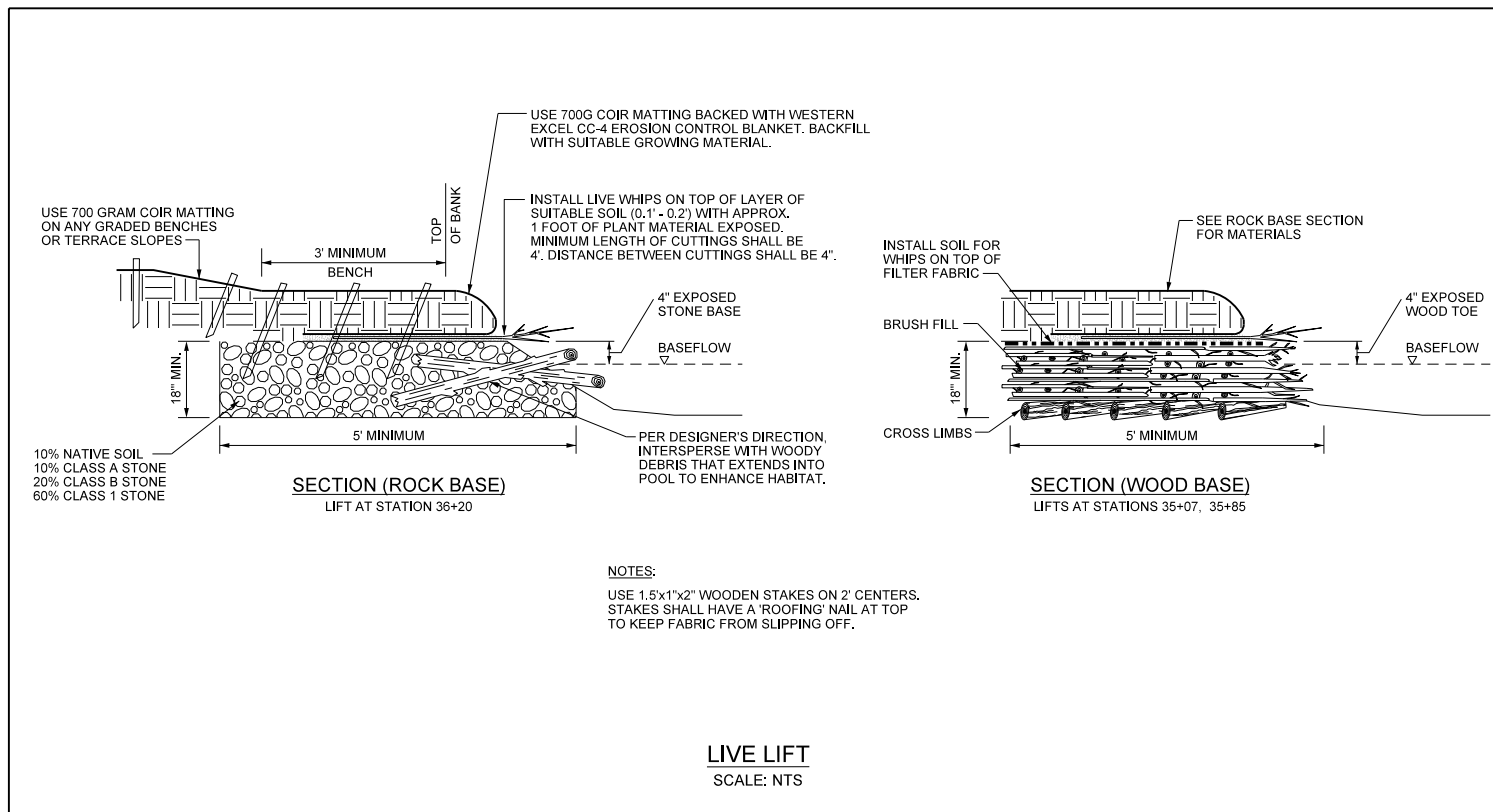 USE 700G COIR MATTING BACKED WITH WESTERN
EXCEL CC-4 EROSION CONTROL BLANKET. BACKFILL
WITH SUITABLE GROWING MATERIAL.
USE 700 GRAM COIR MATTING
ON ANY GRADED BENCHES
OR TERRACE SLOPES
3' MINIMUM
BENCH
TOP
OF BANK
INSTALL LIVE WHIPS ON TOP OF LAYER OF
SUITABLE SOIL (0.1' - 0.2') WITH APPROX.
1 FOOT OF PLANT MATERIAL EXPOSED.
MINIMUM LENGTH OF CUTTINGS SHALL BE
4'. DISTANCE BETWEEN CUTTINGS SHALL BE 4".
4" EXPOSED
STONE BASE
BASEFLOW
18"' MIN.
5' MINIMUM
10% NATIVE SOIL
10% CLASS A STONE
20% CLASS B STONE
60% CLASS 1 STONE
PER DESIGNER'S DIRECTION,
INTERSPERSE WITH WOODY
DEBRIS THAT EXTENDS INTO
POOL TO ENHANCE HABITAT.
SECTION (ROCK BASE)
LIFT AT STATION 36+20
SEE ROCK BASE SECTION
FOR MATERIALS
INSTALL SOIL FOR
WHIPS ON TOP OF
FILTER FABRIC
BRUSH FILL
4" EXPOSED
WOOD TOE
BASEFLOW
18"' MIN.
CROSS LIMBS
5' MINIMUM
SECTION (WOOD BASE)
LIFTS AT STATIONS 35+07, 35+85
NOTES:
USE 1.5'x1"x2" WOODEN STAKES ON 2' CENTERS.
STAKES SHALL HAVE A 'ROOFING' NAIL AT TOP
TO KEEP FABRIC FROM SLIPPING OFF.
LIVE LIFT
SCALE: NTS